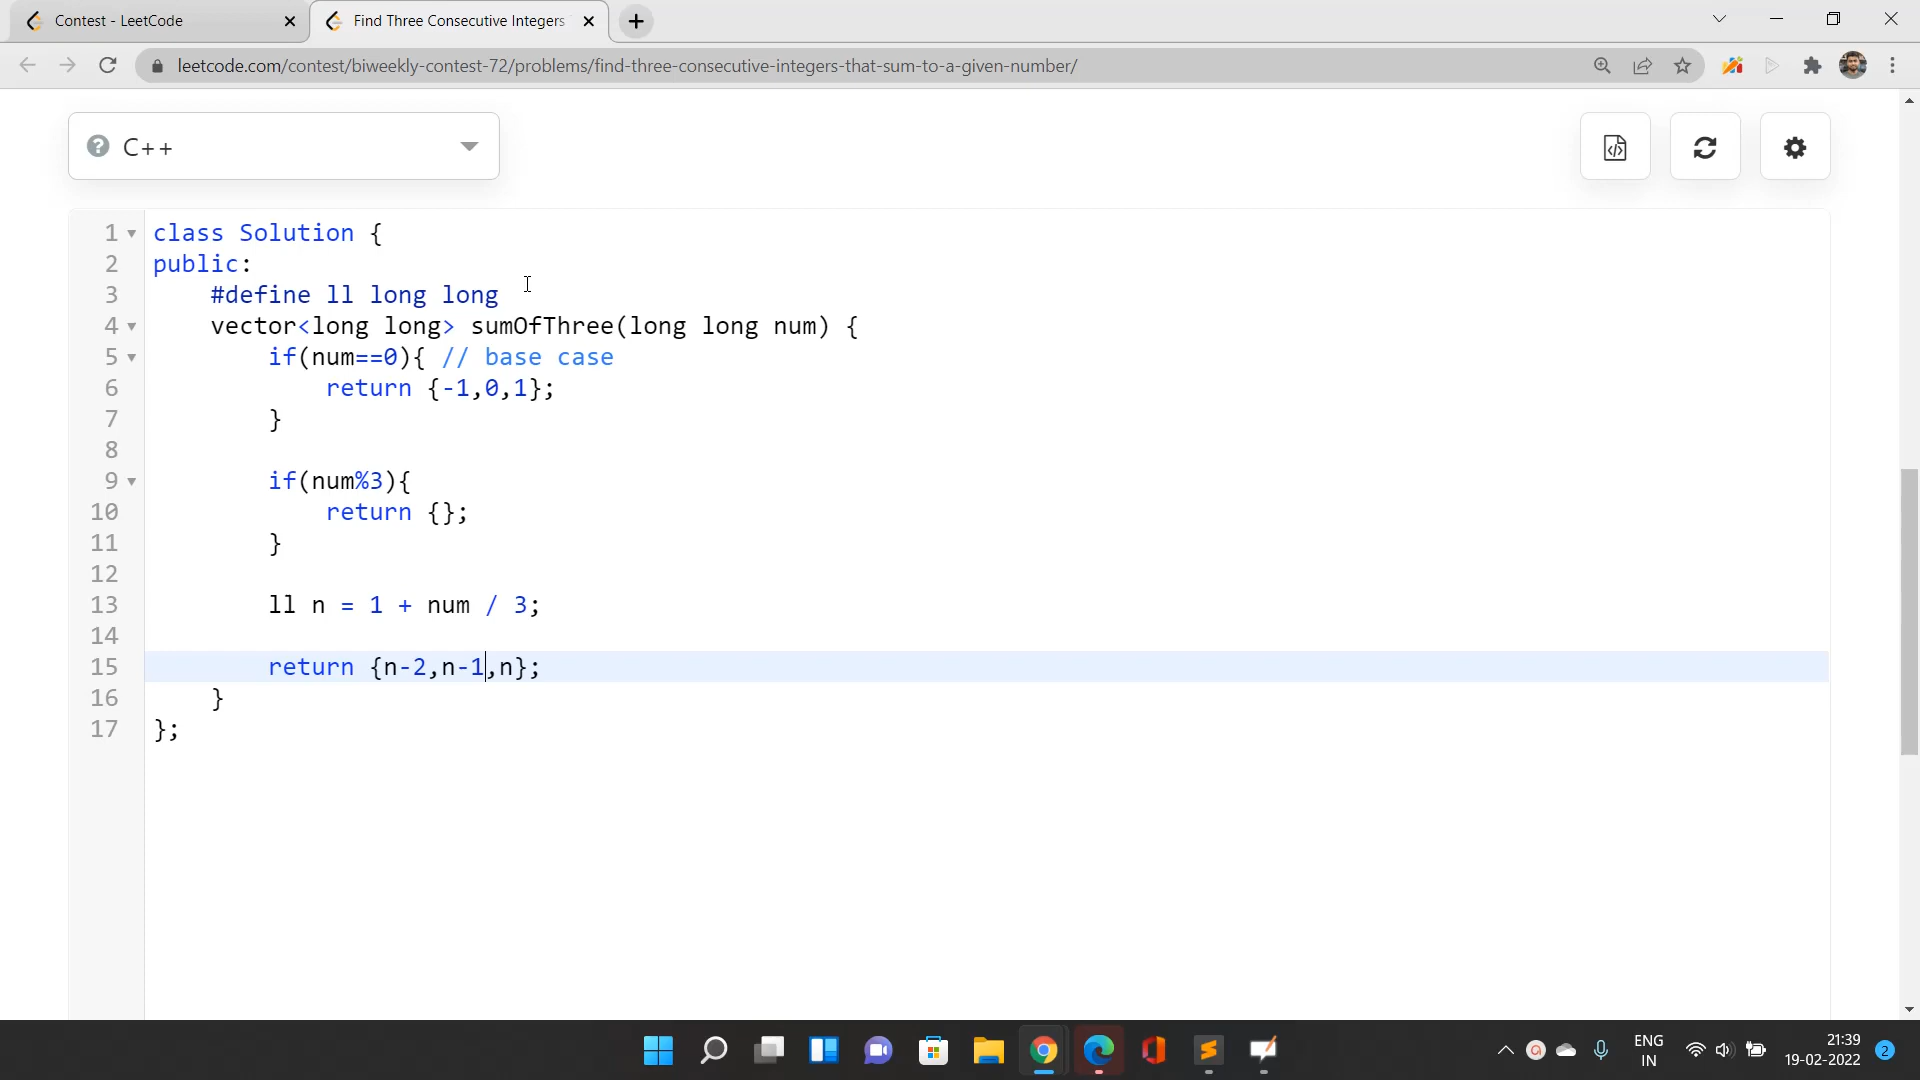 Contest - LeetCode
Find Three Consecutive Integers
leetcode.com/contest/biweekly-contest-72/problems/find-three-consecutive-integers-that-sum-to-a-given-number/
C++
1 class Solution {
2 public:
3 #define ll long long
4 vector<long long> sumOfThree(long long num) {
5 if(num==0){ // base case
6 return {-1,0,1};
7 }
8
9 if(num%3){
10 return {};
11 }
12
13 ll n = 1 + num / 3;
14
15 return {n-2,n-1,n};
16 }
17 };
ENG
IN
21:39
19-02-2022
2